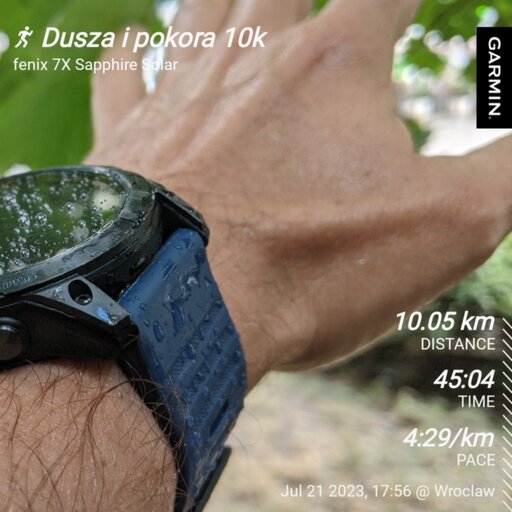 Dusza i pokora 10k
fenix 7X Sapphire Solar
GARMIN.
10.05 km
DISTANCE
45:04
TIME
4:29/km
PACE
Jul 21 2023, 17:56 @ Wroclaw